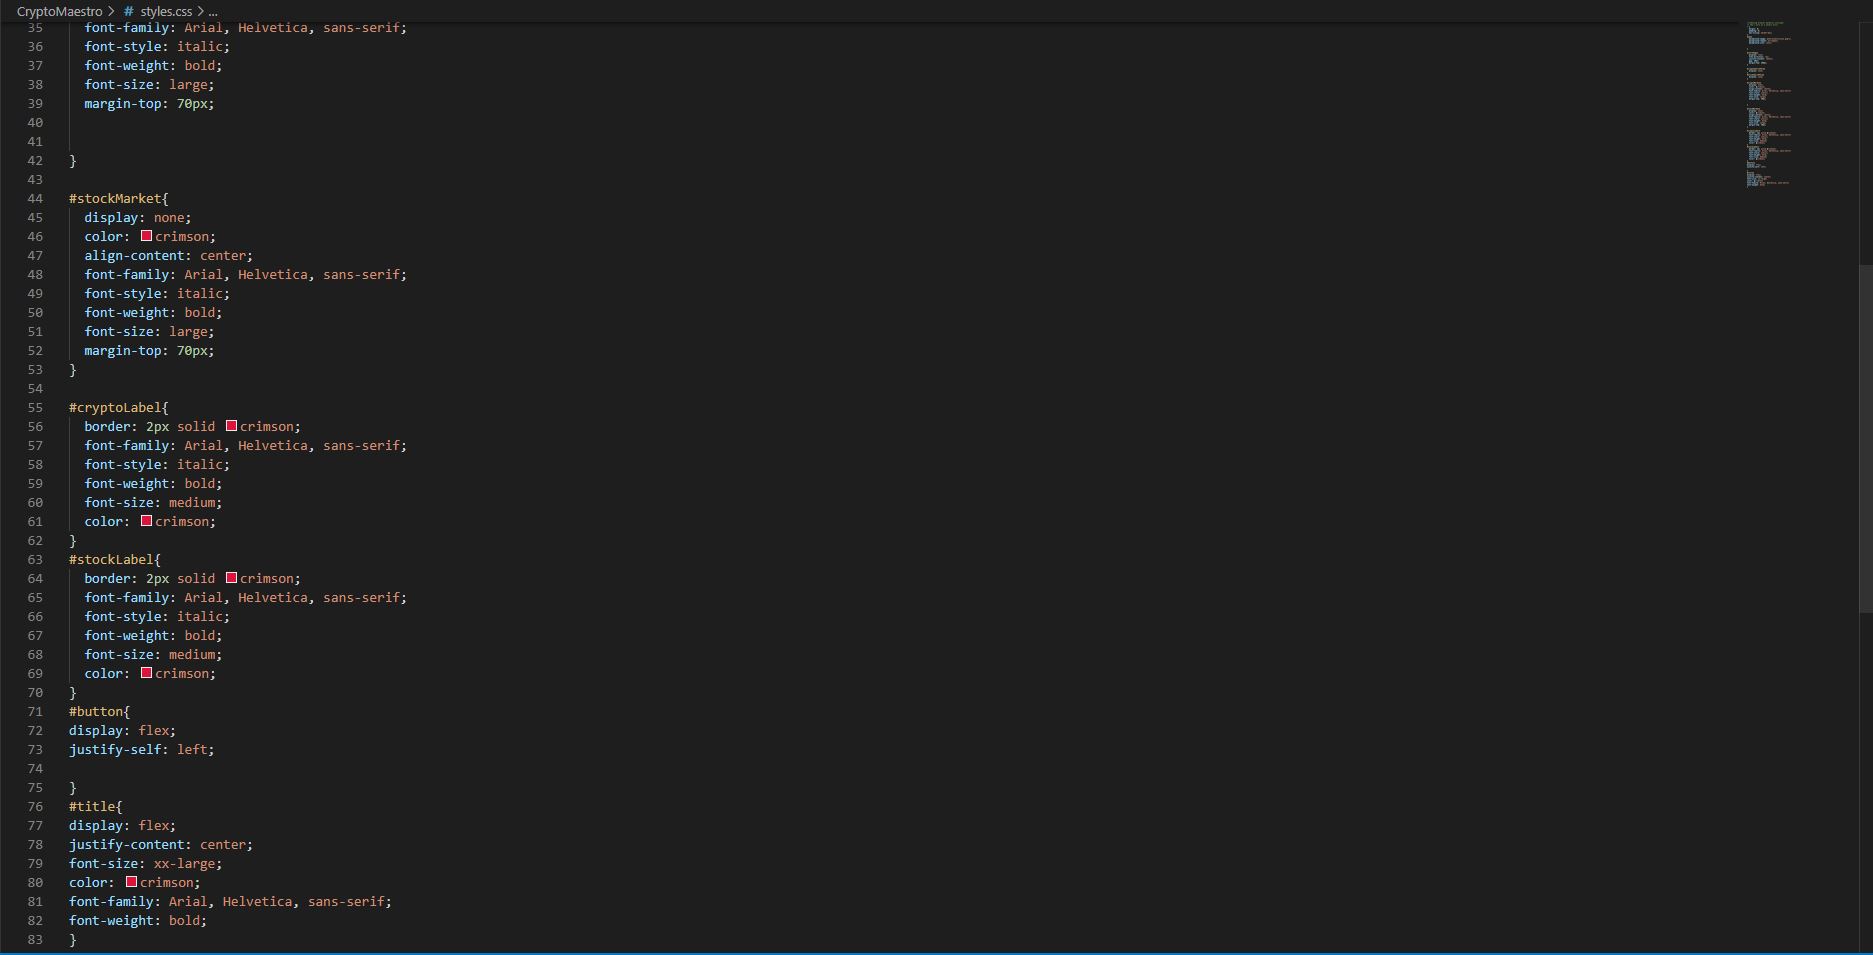 CryptoMaestro > # styles.css > ...
35 font-family: Arial, Helvetica, sans-serif;
36 font-style: italic;
37 font-weight: bold;
38 font-size: large;
39 margin-top: 70px;
40
41
42 }
43
44 #stockMarket{
45 display: none;
46 color: crimson;
47 align-content: center;
48 font-family: Arial, Helvetica, sans-serif;
49 font-style: italic;
50 font-weight: bold;
51 font-size: large;
52 margin-top: 70px;
53 }
54
55 #cryptoLabel{
56 border: 2px solid crimson;
57 font-family: Arial, Helvetica, sans-serif;
58 font-style: italic;
59 font-weight: bold;
60 font-size: medium;
61 color: crimson;
62 }
63 #stockLabel{
64 border: 2px solid crimson;
65 font-family: Arial, Helvetica, sans-serif;
66 font-style: italic;
67 font-weight: bold;
68 font-size: medium;
69 color: crimson;
70 }
71 #button{
72 display: flex;
73 justify-self: left;
74
75 }
76 #title{
77 display: flex;
78 justify-content: center;
79 font-size: xx-large;
80 color: crimson;
81 font-family: Arial, Helvetica, sans-serif;
82 font-weight: bold;
83 }